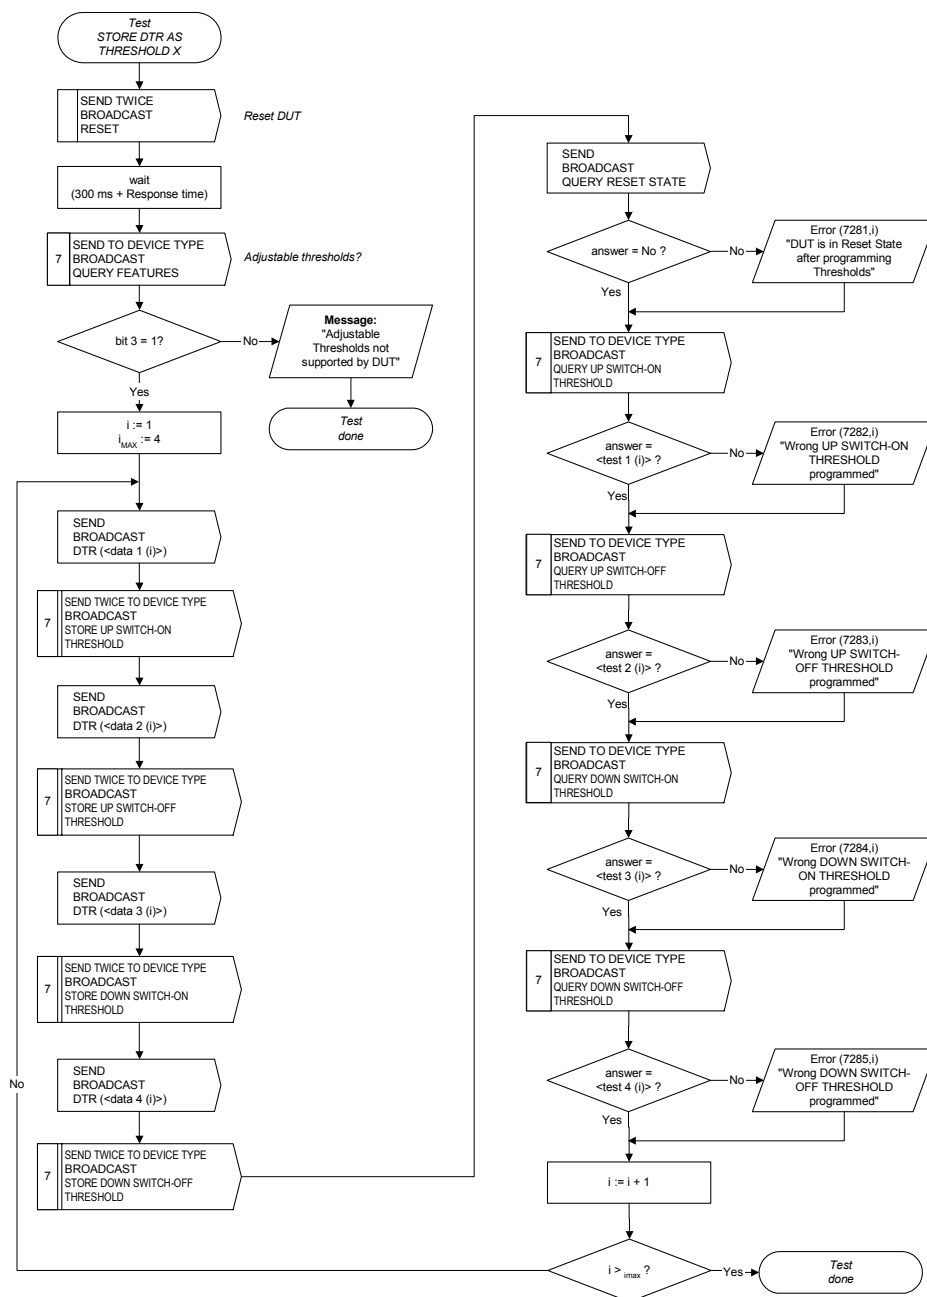 Test
STORE DTR AS
THRESHOLD X
SEND TWICE
BROADCAST
RESET
Reset DUT
wait
(300 ms + Response time)
7
SEND TO DEVICE TYPE
BROADCAST
QUERY FEATURES
Adjustable thresholds?
bit 3 = 1?
No
Message:
"Adjustable
Thresholds not
supported by DUT"
Yes
Test
done
i := 1
iMAX := 4
SEND
BROADCAST
DTR (<data 1 (i)>)
7
SEND TWICE TO DEVICE TYPE
BROADCAST
STORE UP SWITCH-ON
THRESHOLD
SEND
BROADCAST
DTR (<data 2 (i)>)
7
SEND TWICE TO DEVICE TYPE
BROADCAST
STORE UP SWITCH-OFF
THRESHOLD
SEND
BROADCAST
DTR (<data 3 (i)>)
7
SEND TWICE TO DEVICE TYPE
BROADCAST
STORE DOWN SWITCH-ON
THRESHOLD
SEND
BROADCAST
DTR (<data 4 (i)>)
No
7
SEND TWICE TO DEVICE TYPE
BROADCAST
STORE DOWN SWITCH-OFF
THRESHOLD
SEND
BROADCAST
QUERY RESET STATE
answer = No ?
No
Error (7281,i)
"DUT is in Reset State
after programming
Thresholds"
Yes
7
SEND TO DEVICE TYPE
BROADCAST
QUERY UP SWITCH-ON
THRESHOLD
answer =
<test 1 (i)> ?
No
Error (7282,i)
"Wrong UP SWITCH-ON
THRESHOLD
programmed"
Yes
7
SEND TO DEVICE TYPE
BROADCAST
QUERY UP SWITCH-OFF
THRESHOLD
answer =
<test 2 (i)> ?
No
Error (7283,i)
"Wrong UP SWITCH-
OFF THRESHOLD
programmed"
Yes
7
SEND TO DEVICE TYPE
BROADCAST
QUERY DOWN SWITCH-ON
THRESHOLD
answer =
<test 3 (i)> ?
No
Error (7284,i)
"Wrong DOWN SWITCH-
ON THRESHOLD
programmed"
Yes
7
SEND TO DEVICE TYPE
BROADCAST
QUERY DOWN SWITCH-OFF
THRESHOLD
answer =
<test 4 (i)> ?
No
Error (7285,i)
"Wrong DOWN SWITCH-
OFF THRESHOLD
programmed"
Yes
i := i + 1
i > imax ?
Yes
Test
done